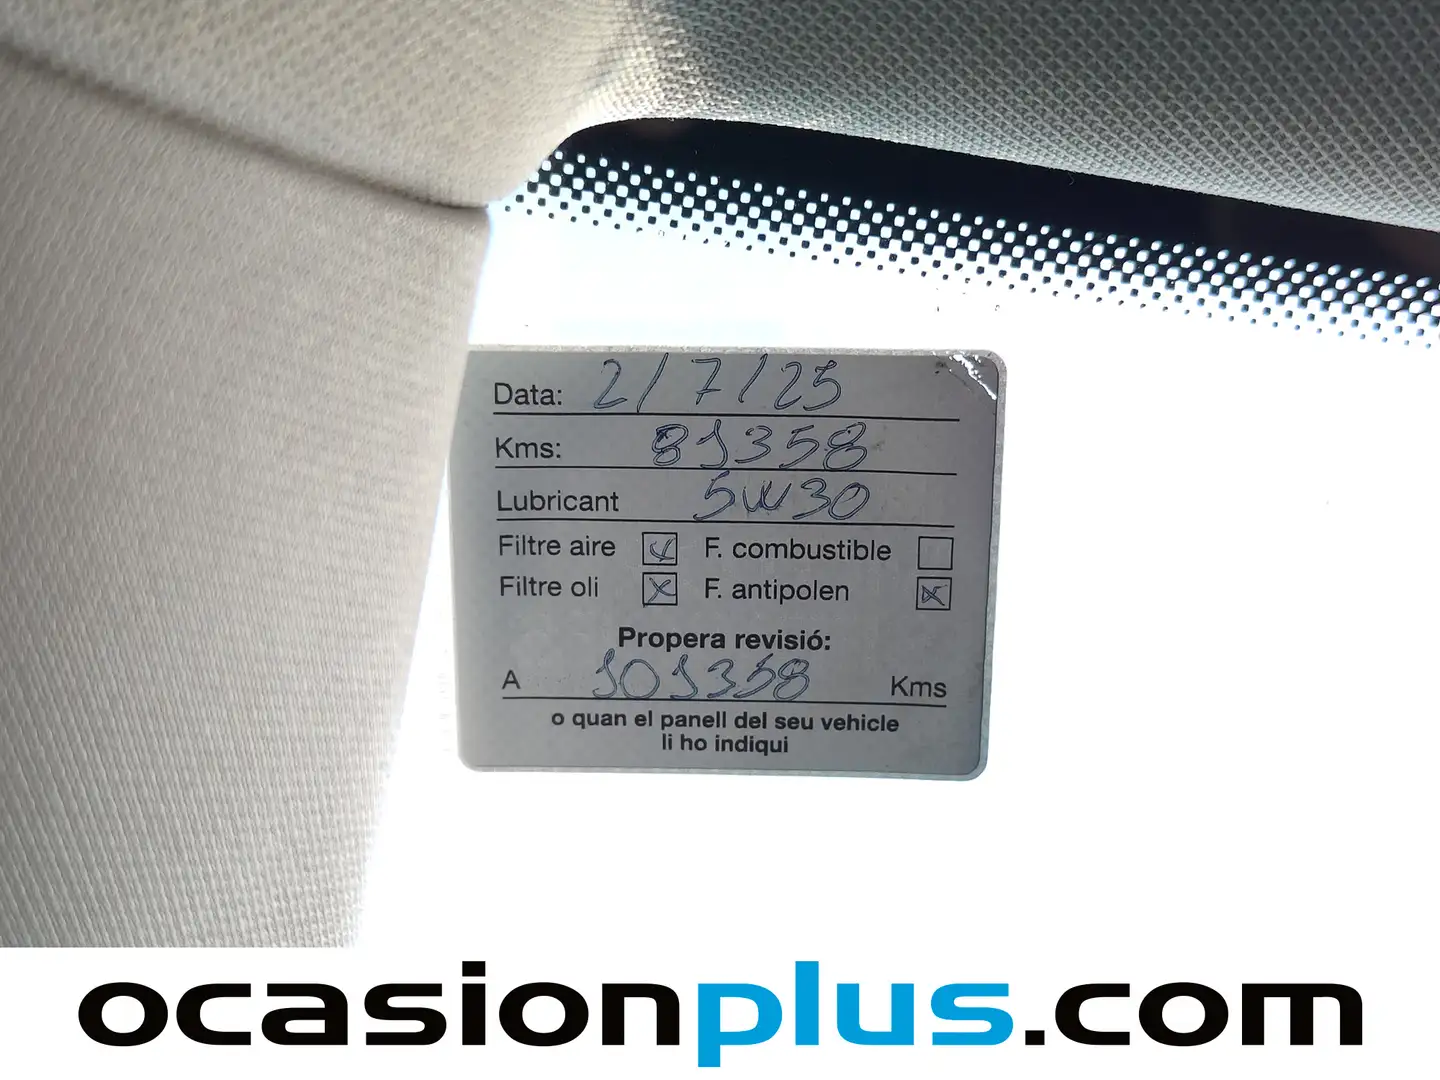 Data: 2/7/25
Kms: 81358
Lubricant 5W30
Filtre aire F. combustible
Filtre oli F. antipolen
Propera revisió:
A 101358 Kms
o quan el panell del seu vehicle
li ho indiqui
ocasionplus.com